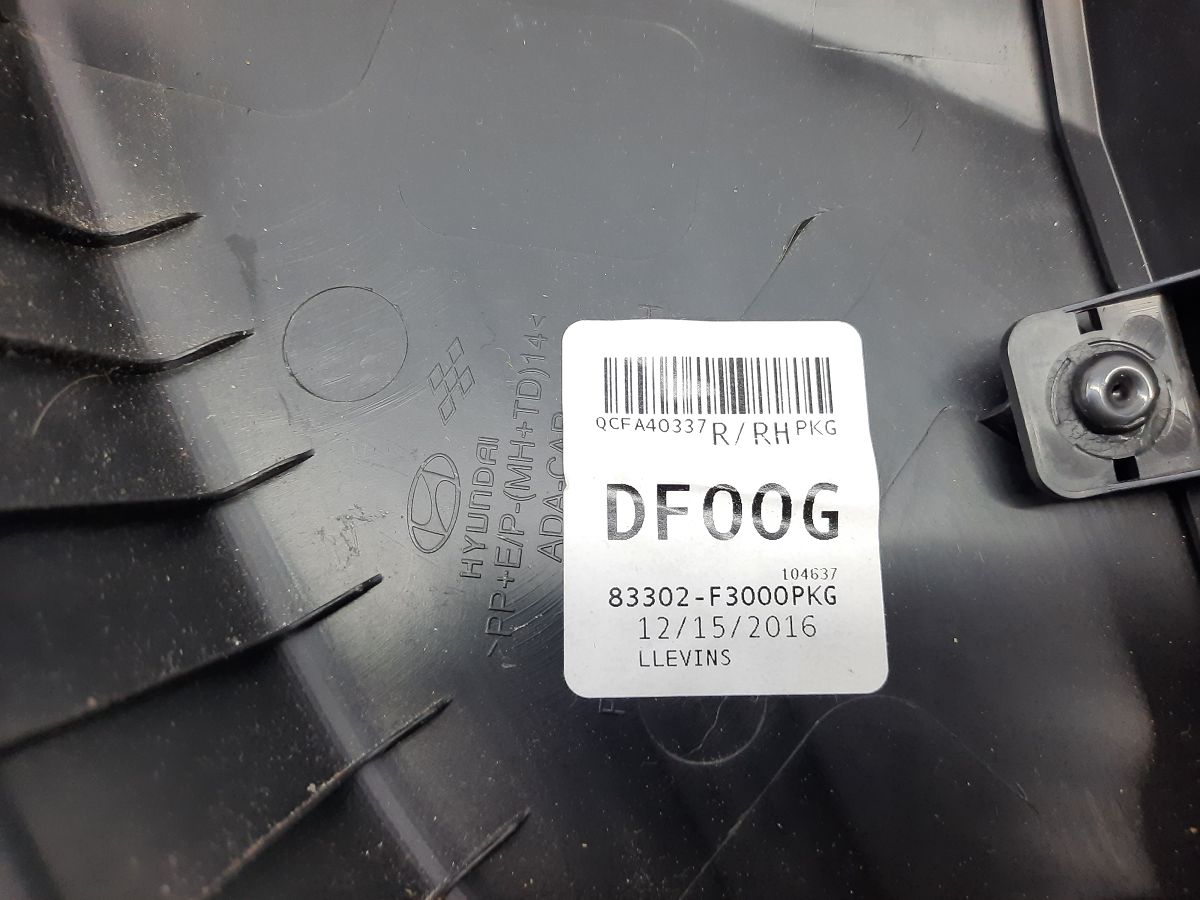 QCFA40337 R/RH PKG
DF00G
104637
83302-F3000PKG
12/15/2016
LLEVINS
HYUNDAI
>PP+E/P-(MH+TD)14<
ADA-CAR